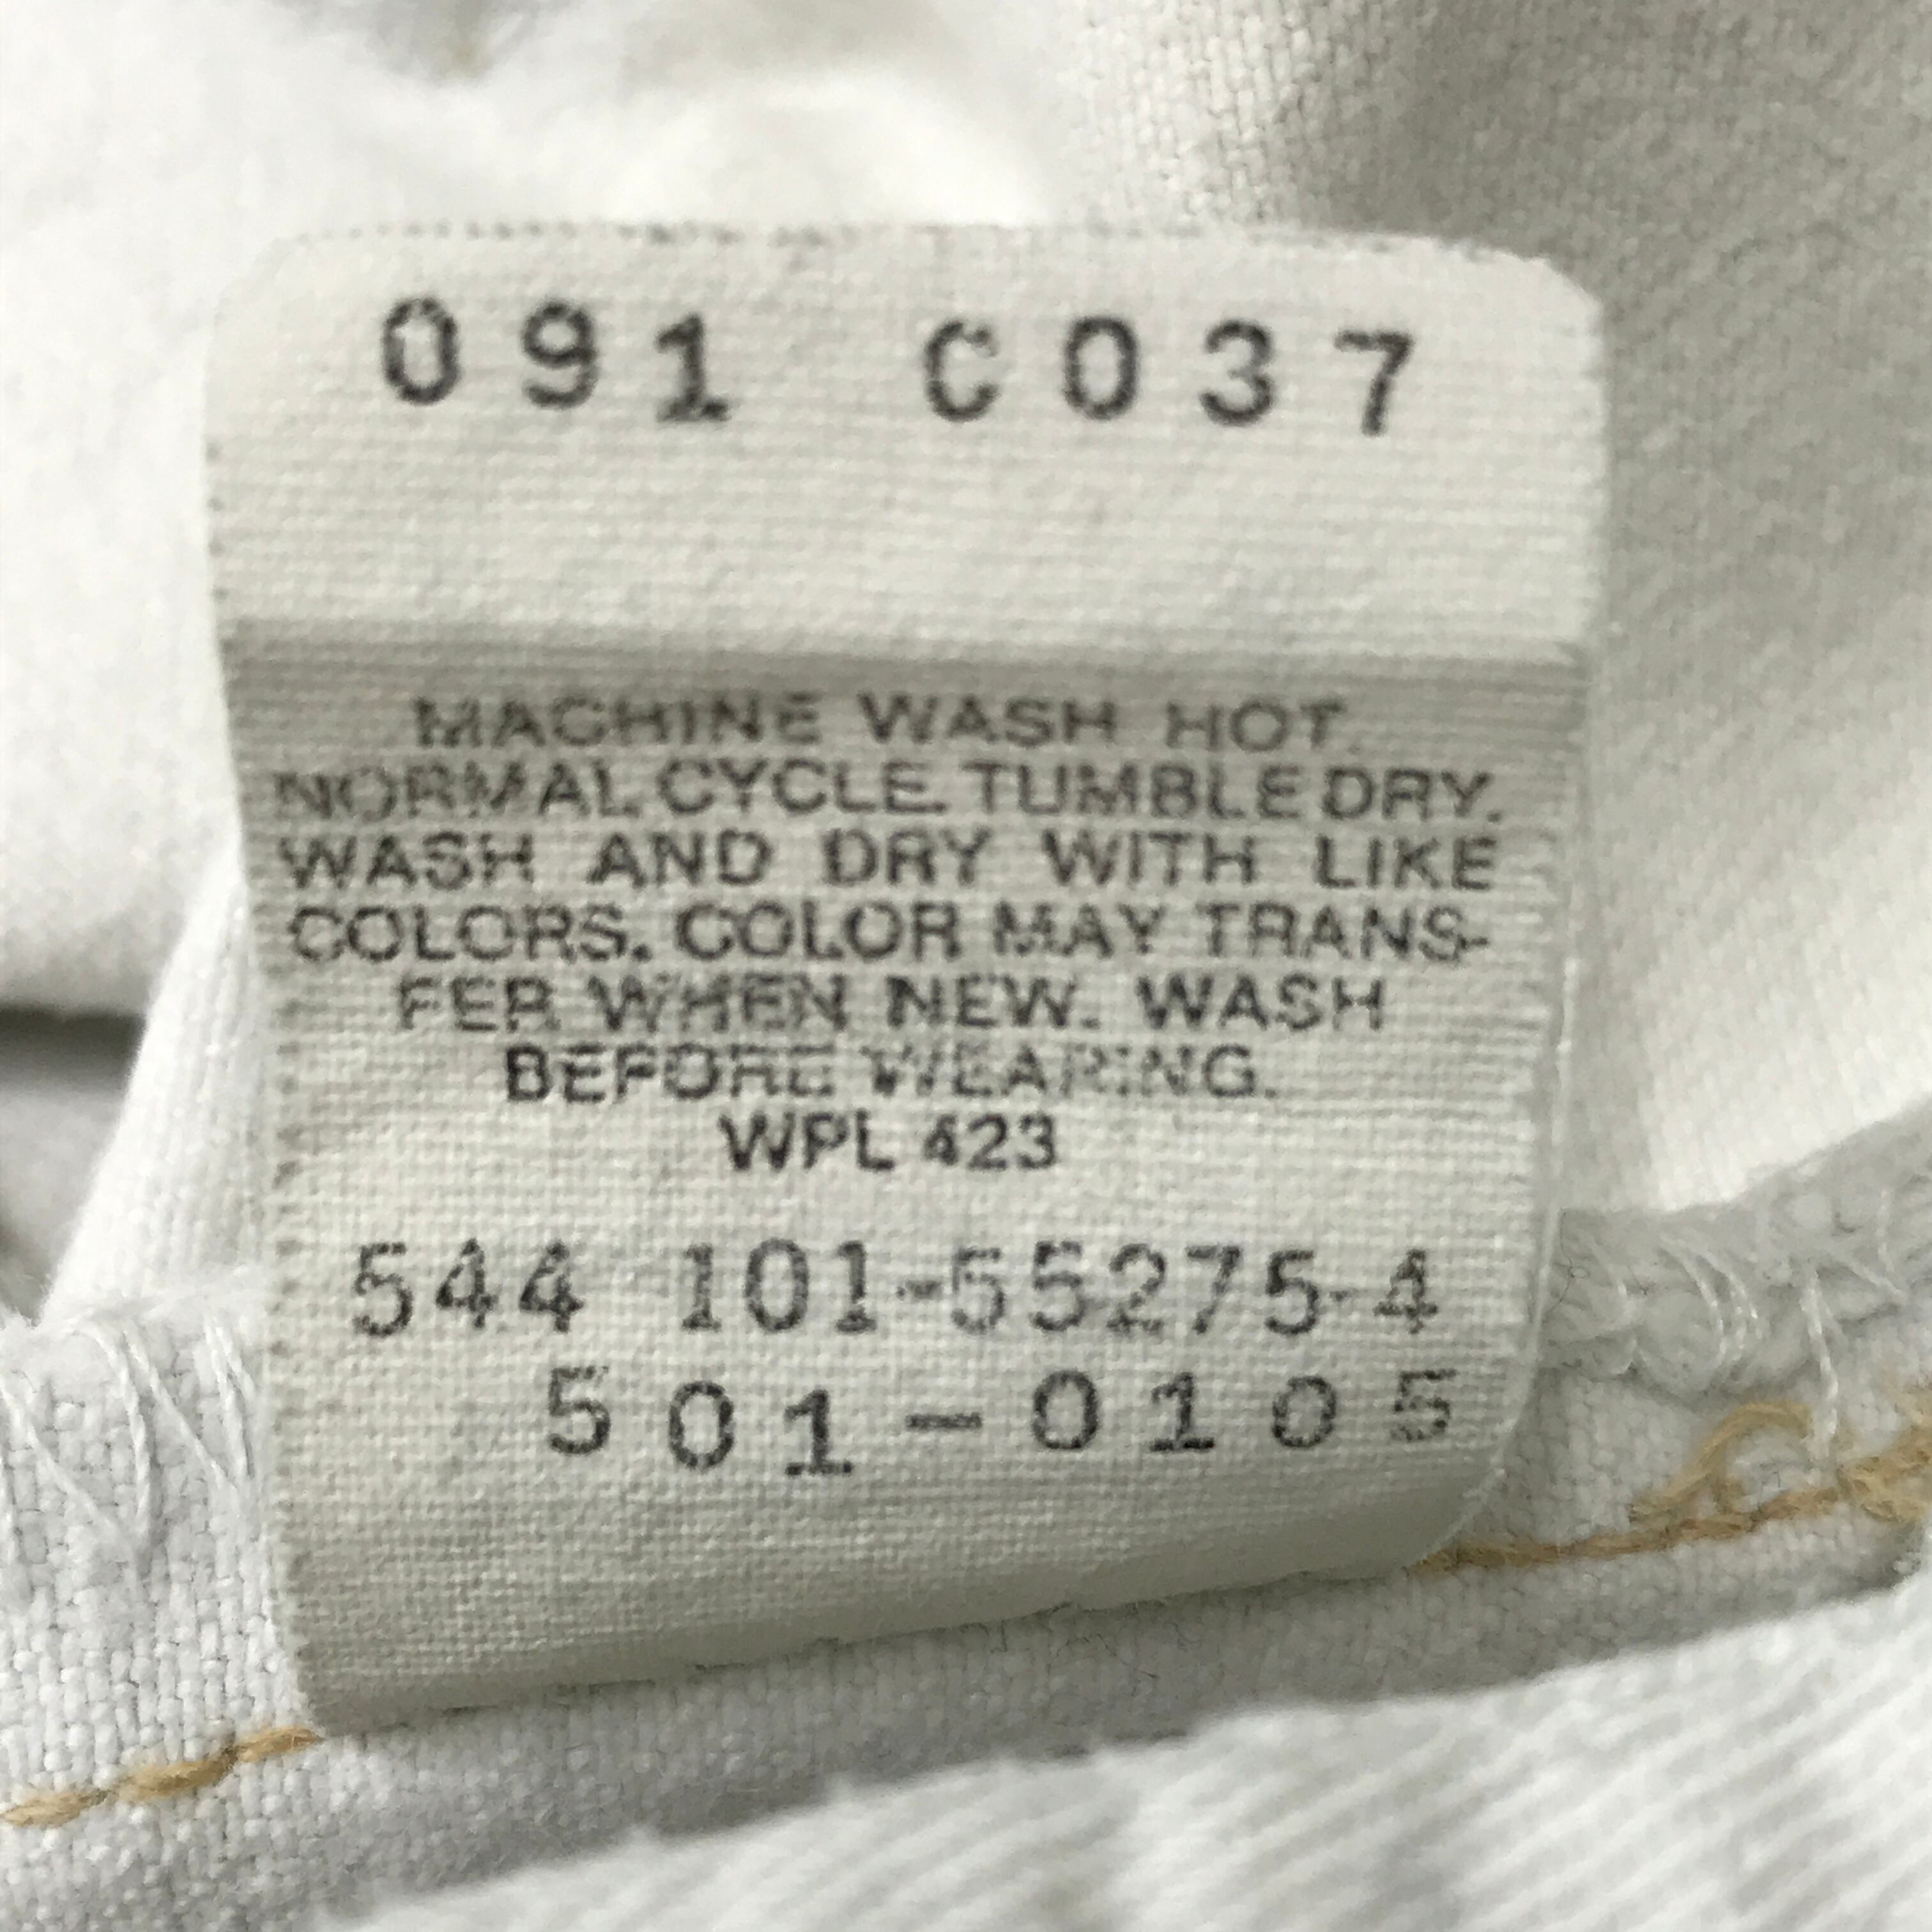 091 C037
MACHINE WASH HOT.
NORMAL CYCLE. TUMBLE DRY.
WASH AND DRY WITH LIKE
COLORS. COLOR MAY TRANS-
FER WHEN NEW. WASH
BEFORE WEARING.
WPL 423
544 101-55275-4
501-0105